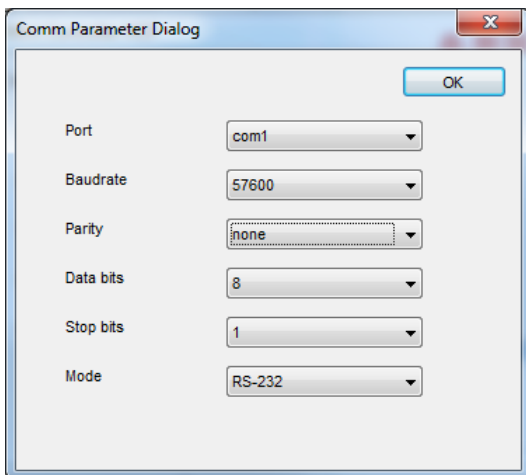 Comm Parameter Dialog
OK
Port com1
Baudrate 57600
Parity none
Data bits 8
Stop bits 1
Mode RS-232